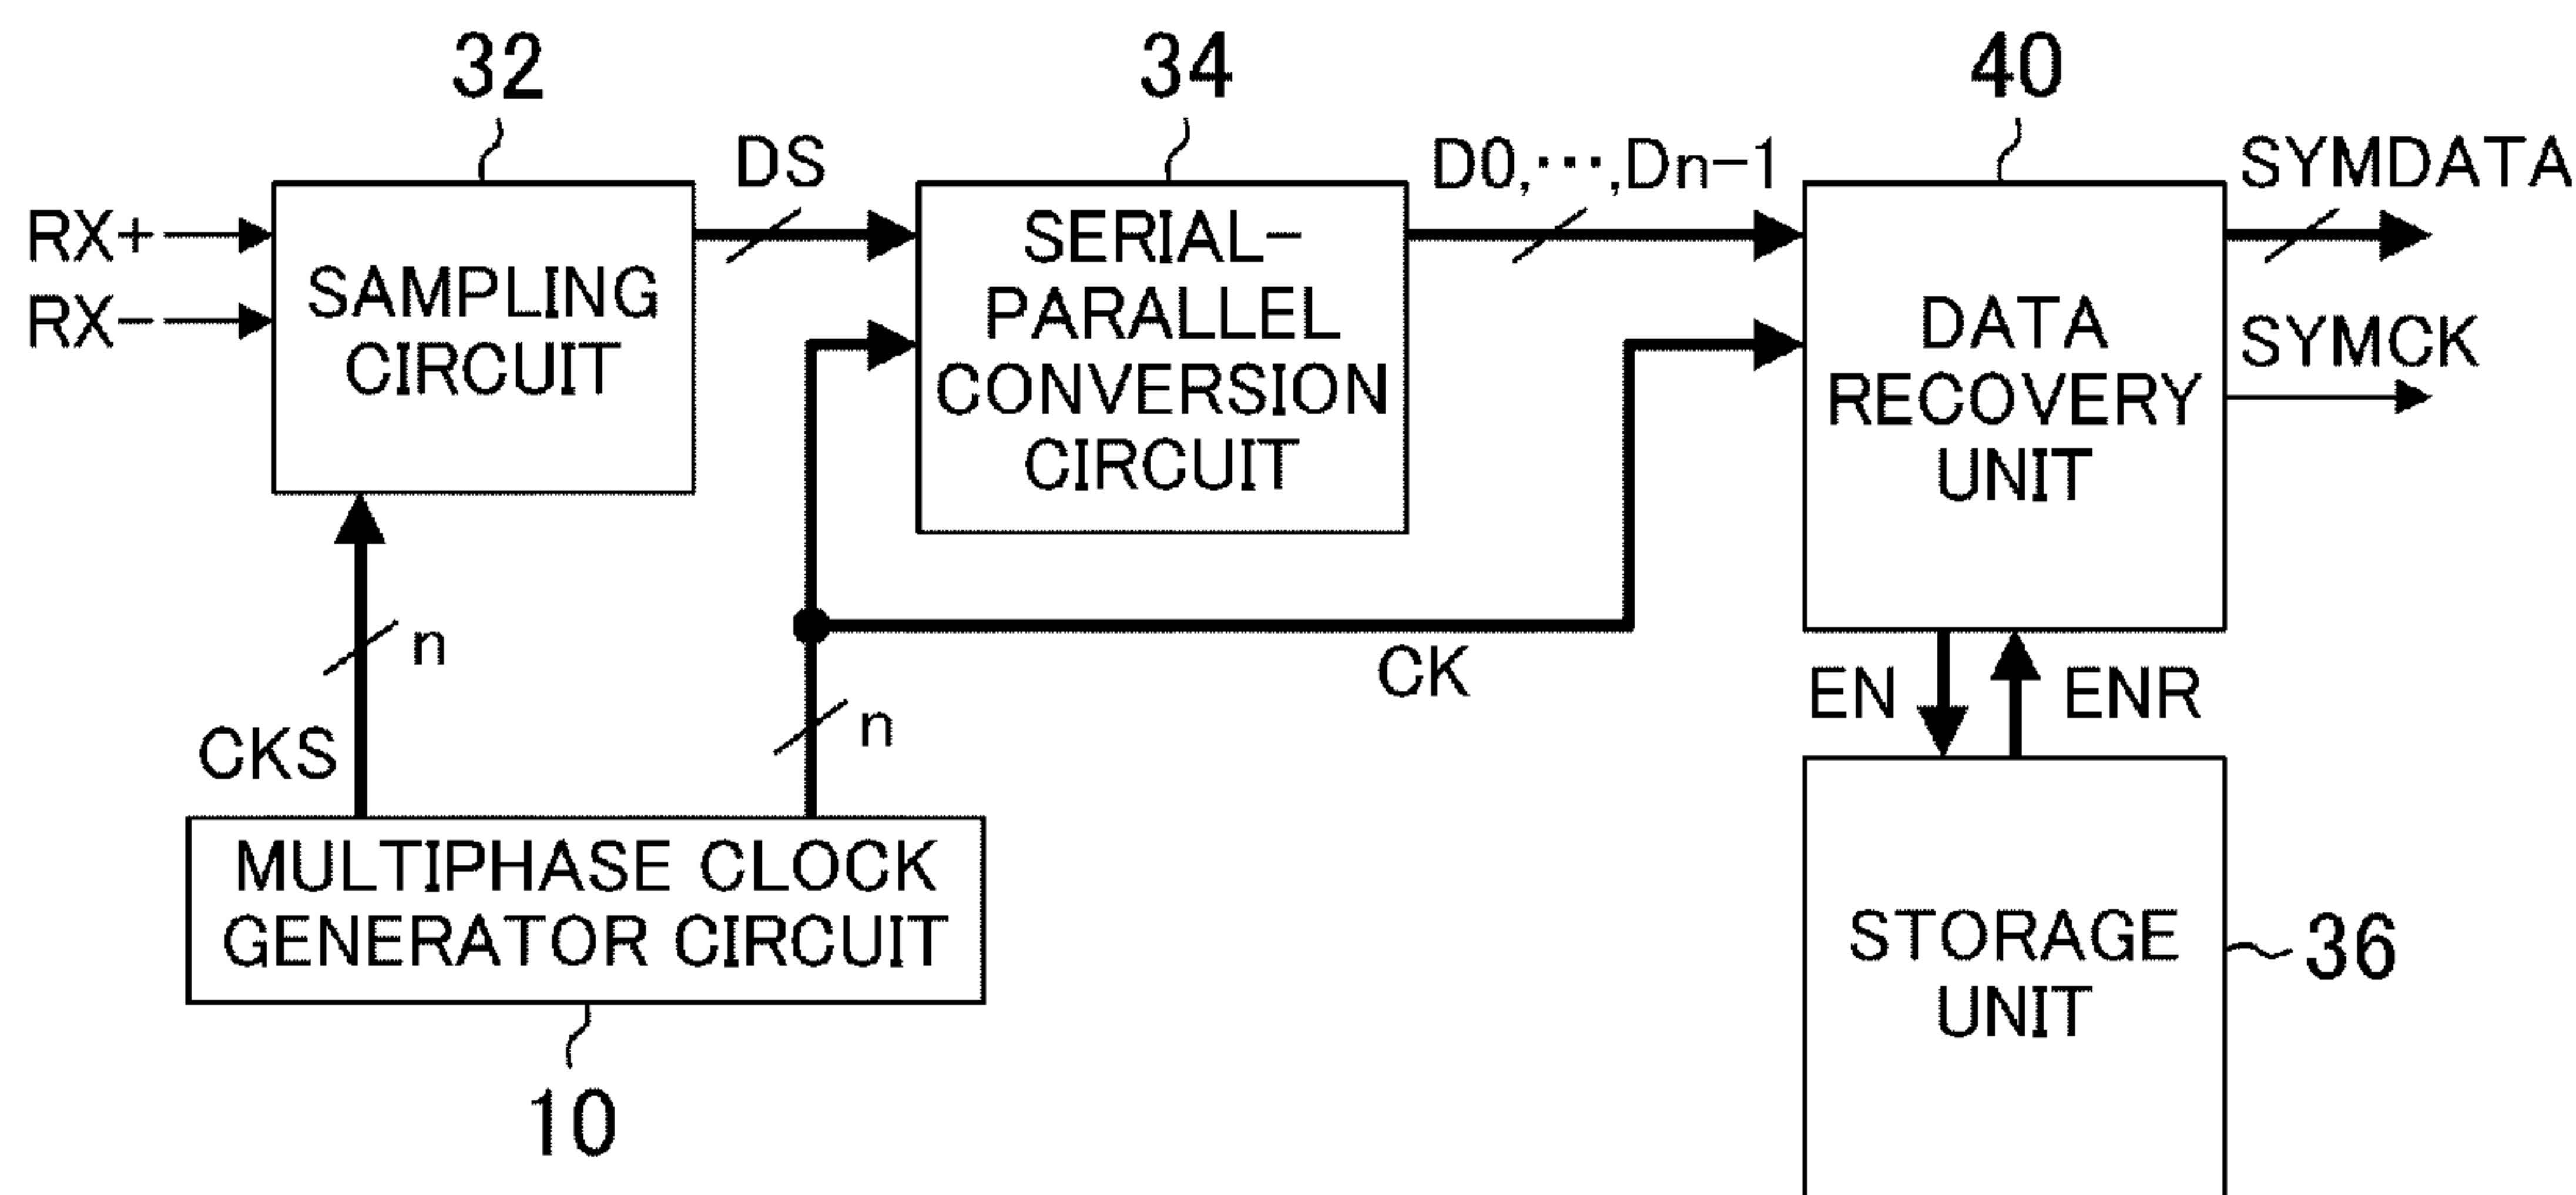 32
34
40
DS
D0,⋯,Dn-1
SYMDATA
RX+
RX-
SAMPLING
CIRCUIT
SERIAL-
PARALLEL
CONVERSION
CIRCUIT
DATA
RECOVERY
UNIT
SYMCK
n
CKS
n
CK
EN
ENR
MULTIPHASE CLOCK
GENERATOR CIRCUIT
10
STORAGE
UNIT
36